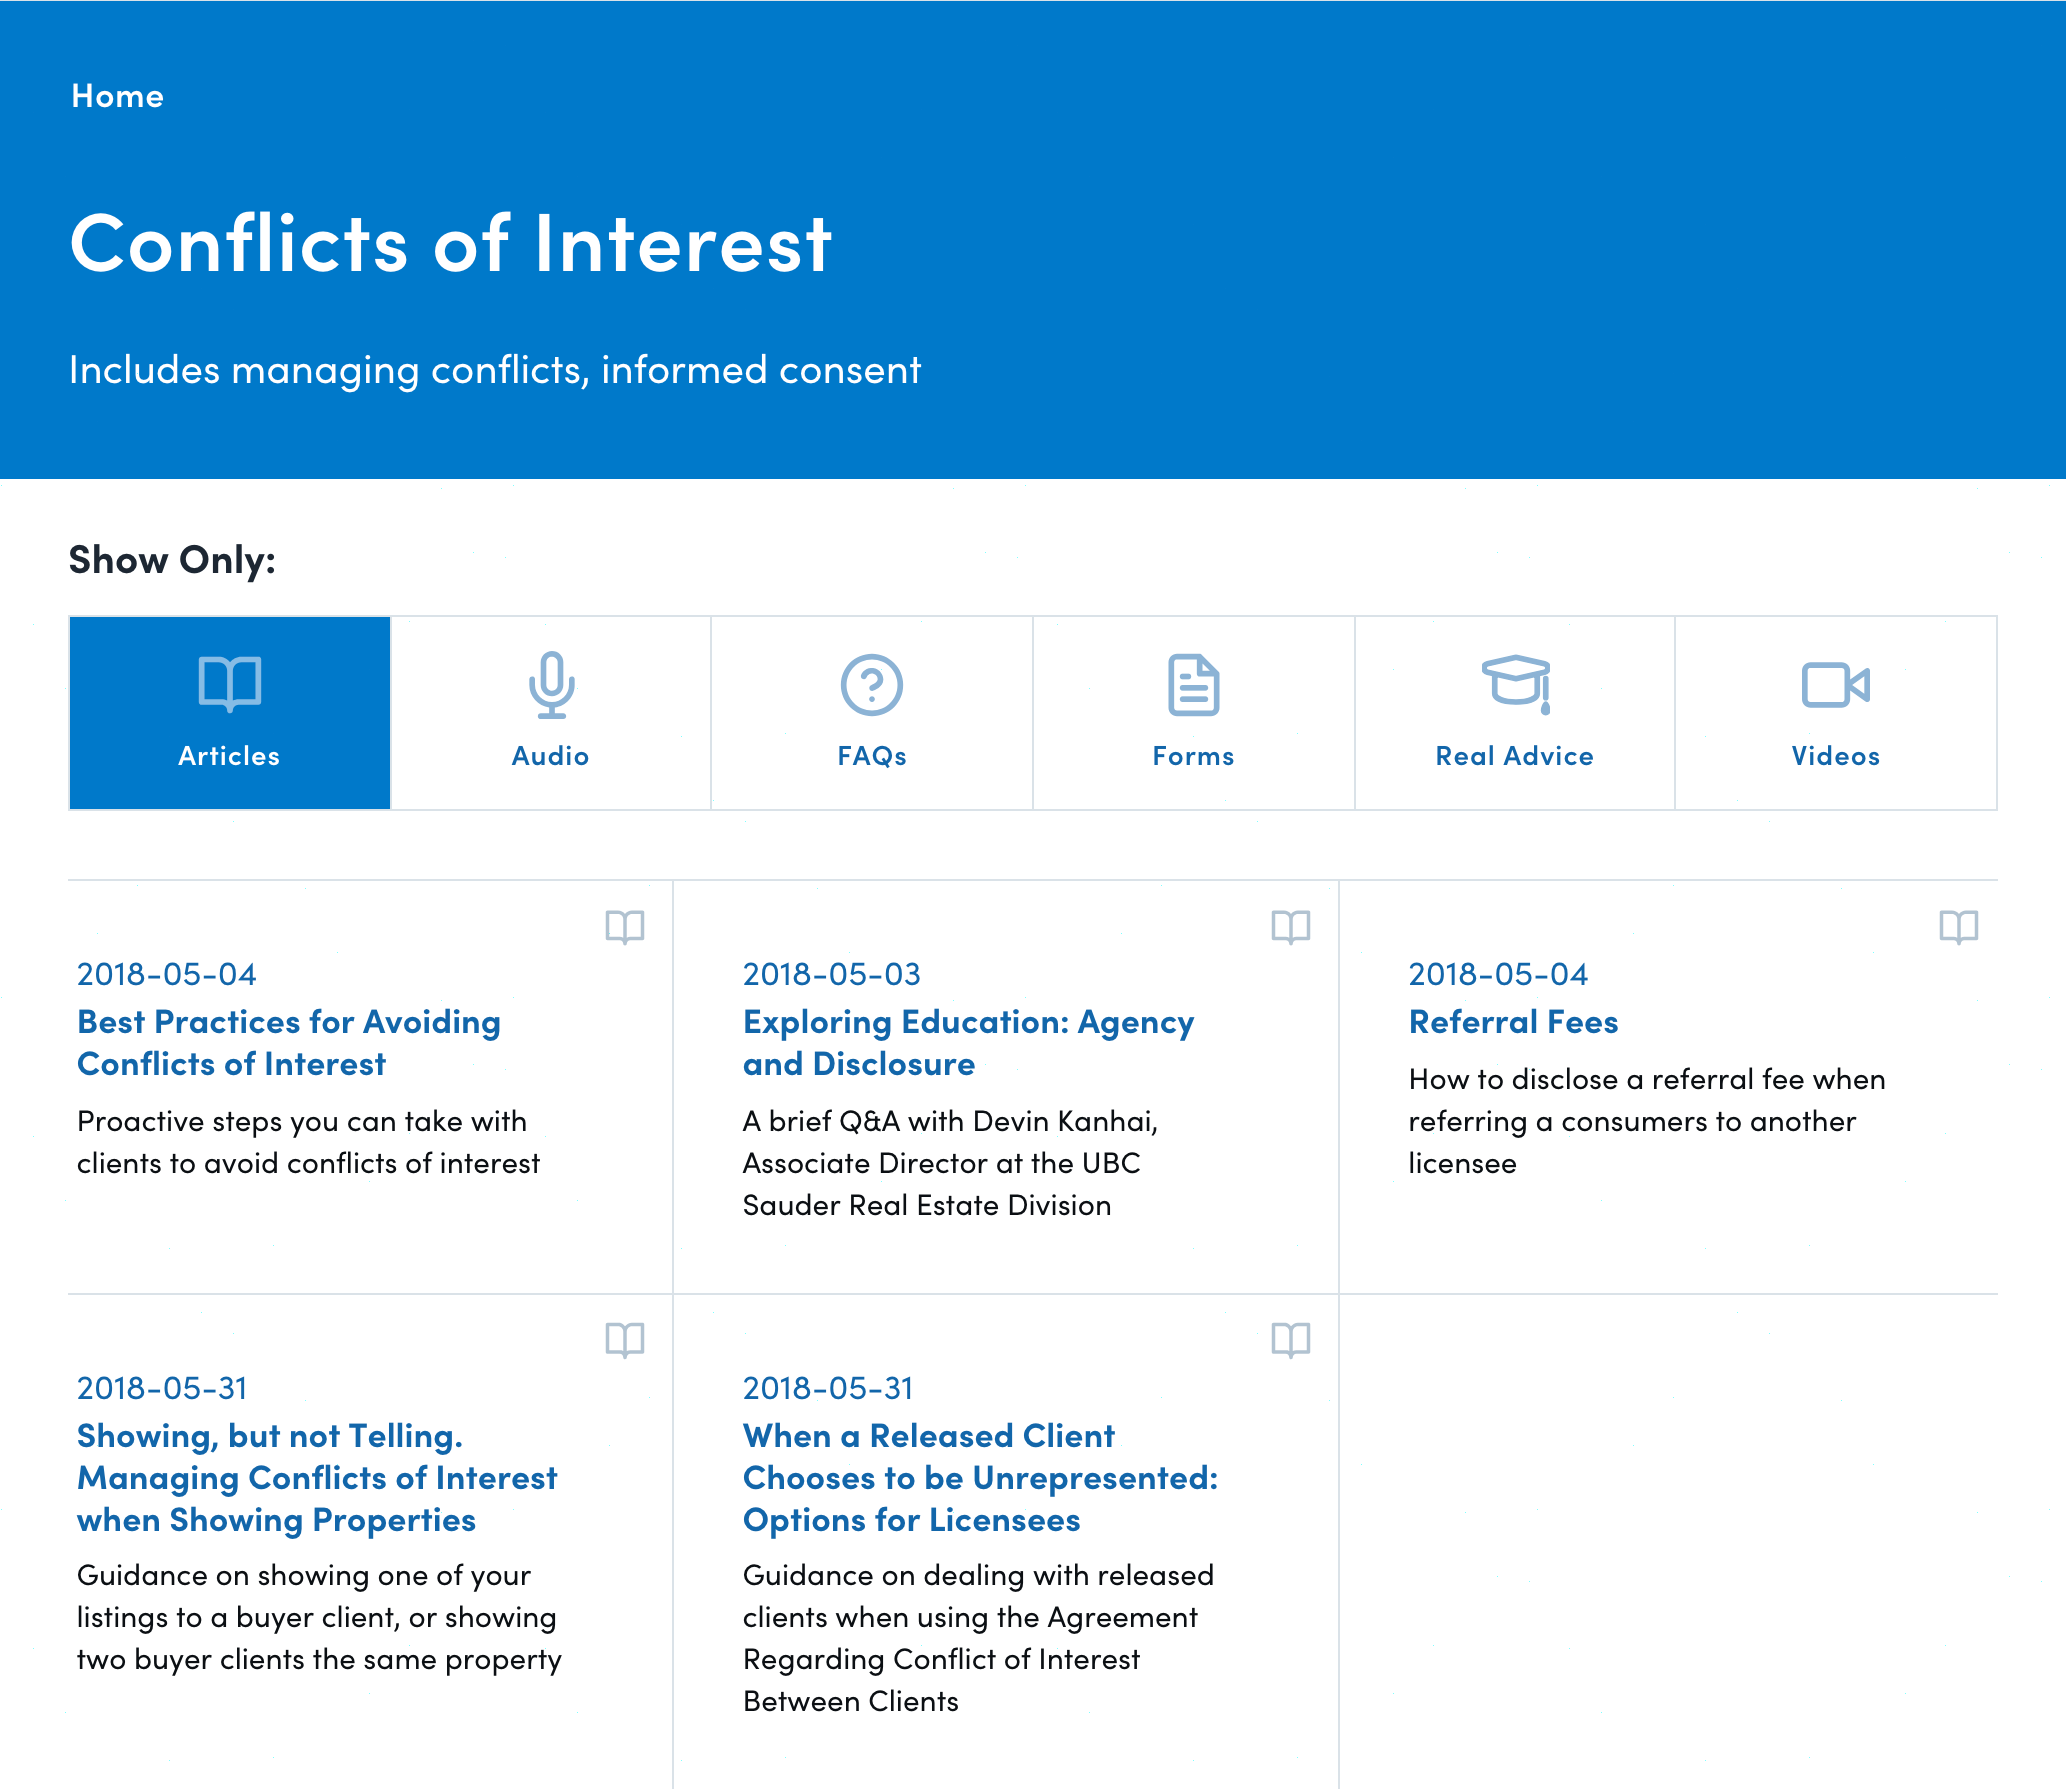 Home
Conflicts of Interest
Includes managing conflicts, informed consent
Show Only:
Articles
Audio
FAQs
Forms
Real Advice
Videos
2018-05-04
Best Practices for Avoiding
Conflicts of Interest
Proactive steps you can take with
clients to avoid conflicts of interest
2018-05-03
Exploring Education: Agency
and Disclosure
A brief Q&A with Devin Kanhai,
Associate Director at the UBC
Sauder Real Estate Division
2018-05-04
Referral Fees
How to disclose a referral fee when
referring a consumers to another
licensee
2018-05-31
Showing, but not Telling.
Managing Conflicts of Interest
when Showing Properties
Guidance on showing one of your
listings to a buyer client, or showing
two buyer clients the same property
2018-05-31
When a Released Client
Chooses to be Unrepresented:
Options for Licensees
Guidance on dealing with released
clients when using the Agreement
Regarding Conflict of Interest
Between Clients